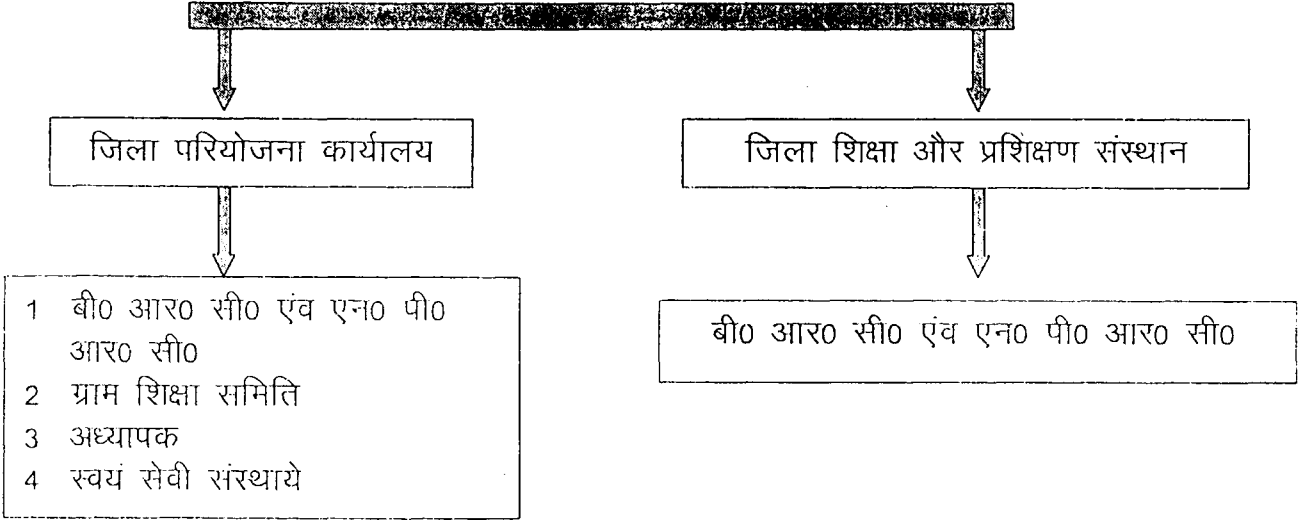 जिला परियोजना कार्यालय
जिला शिक्षा और प्रशिंक्षण संस्थान
1 बी0 आर0 सी0 एंव एन0 पी0
आर0 सी0
2 ग्राम शिक्षा समिति
3 अध्यापक
4 स्वयं सेवी संस्थाये
बी0 आर0 सी0 एंव एन0 पी0 आर0 सी0